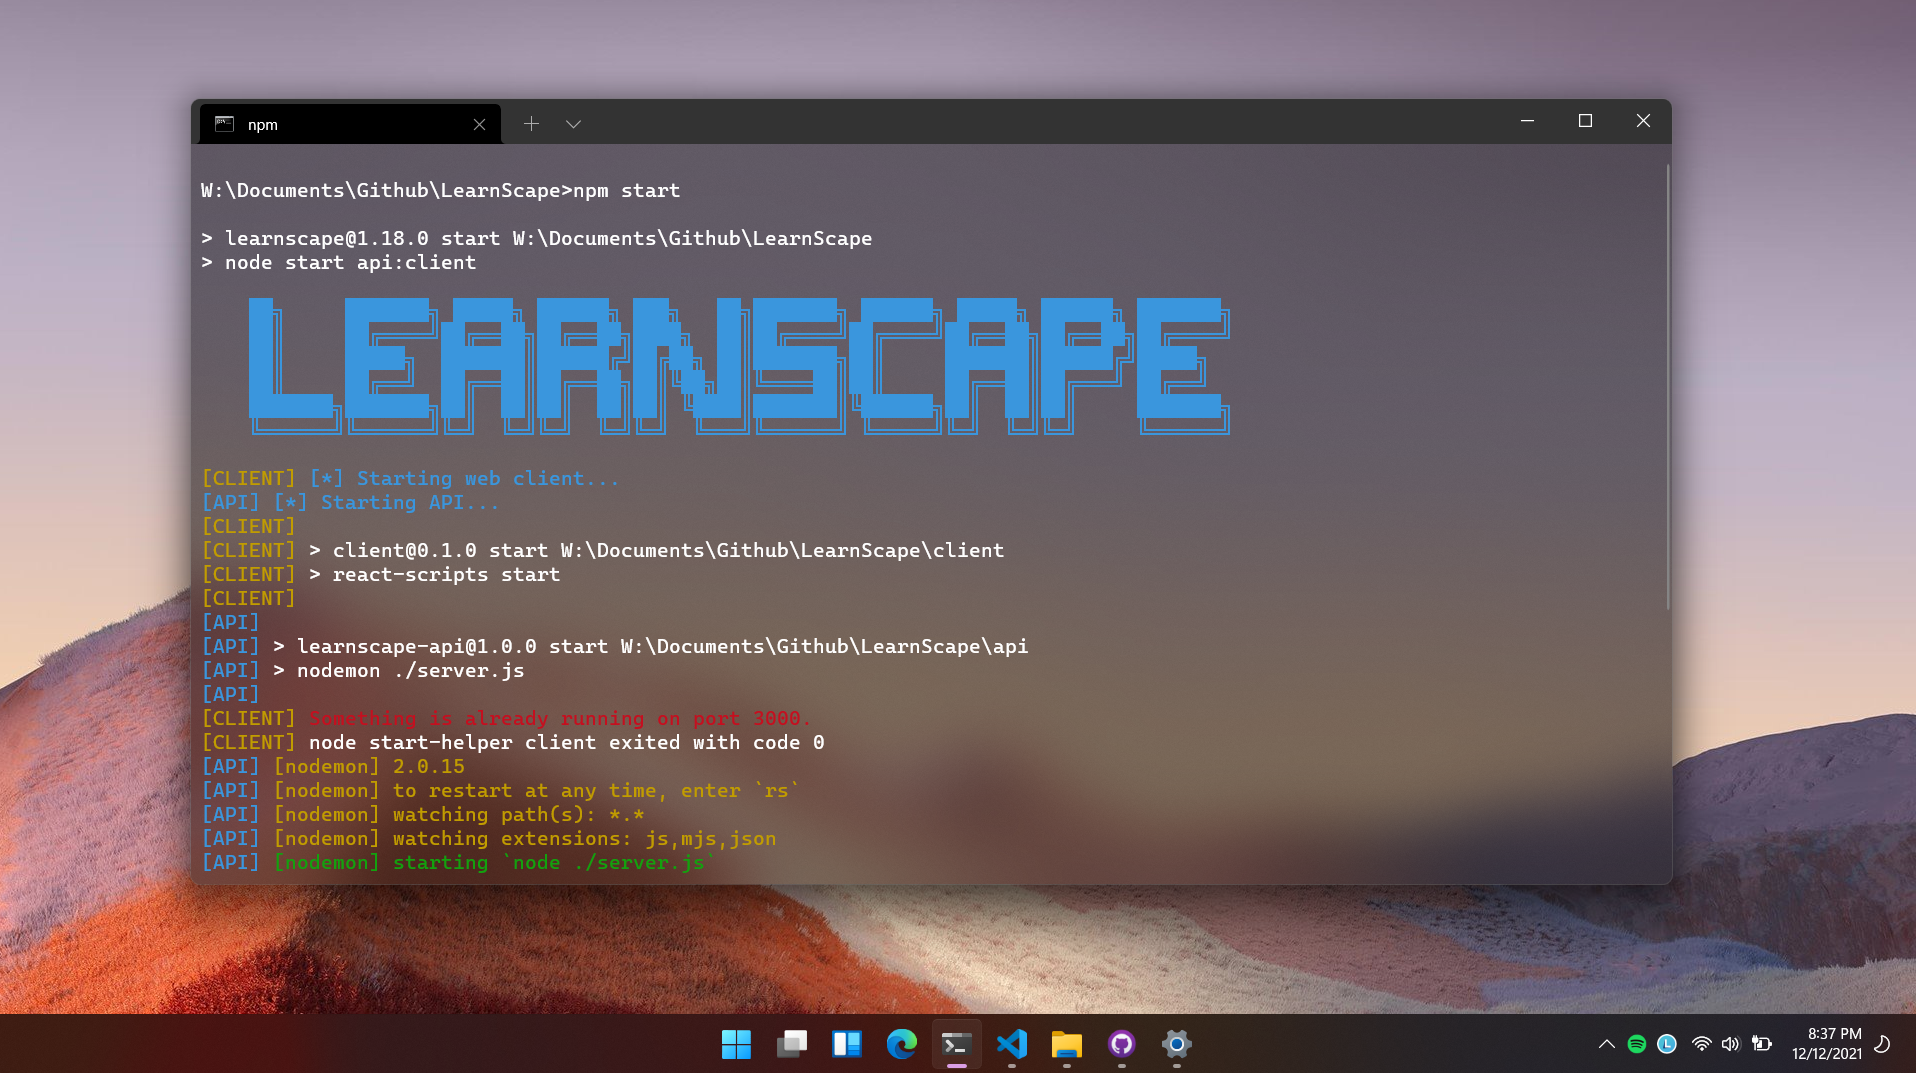 npm
W:\Documents\Github\LearnScape>npm start
> learnscape@1.18.0 start W:\Documents\Github\LearnScape
> node start api:client
LEARNSCAPE
[CLIENT] [*] Starting web client...
[API] [*] Starting API...
[CLIENT]
[CLIENT] > client@0.1.0 start W:\Documents\Github\LearnScape\client
[CLIENT] > react-scripts start
[CLIENT]
[API]
[API] > learnscape-api@1.0.0 start W:\Documents\Github\LearnScape\api
[API] > nodemon ./server.js
[API]
[CLIENT] Something is already running on port 3000.
[CLIENT] node start-helper client exited with code 0
[API] [nodemon] 2.0.15
[API] [nodemon] to restart at any time, enter `rs`
[API] [nodemon] watching path(s): *.*
[API] [nodemon] watching extensions: js,mjs,json
[API] [nodemon] starting `node ./server.js`
8:37 PM
12/12/2021